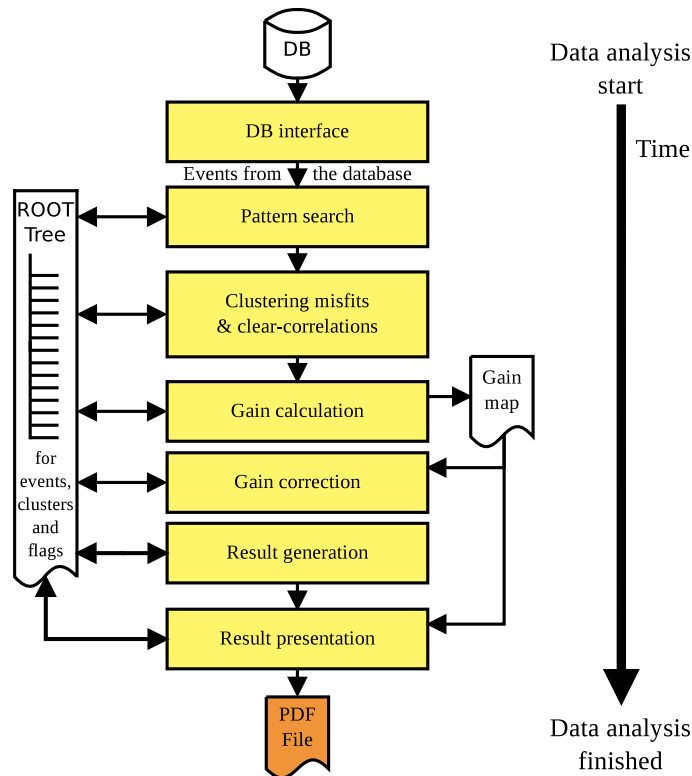 DB
Data analysis
start
Time
DB interface
Events from the database
ROOT
Tree
Pattern search
Clustering misfits
& clear-correlations
Gain
map
Gain calculation
for
events,
clusters
and
flags
Gain correction
Result generation
Result presentation
PDF
File
Data analysis
finished